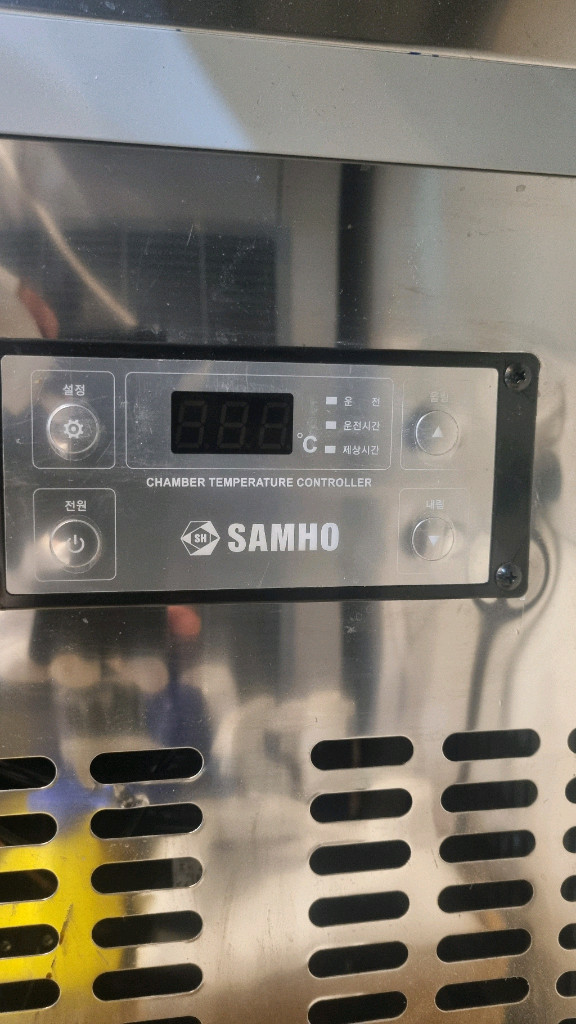 설정
운 전
운전시간
제상시간
올림
℃
CHAMBER TEMPERATURE CONTROLLER
전원
SH
SAMHO
내림